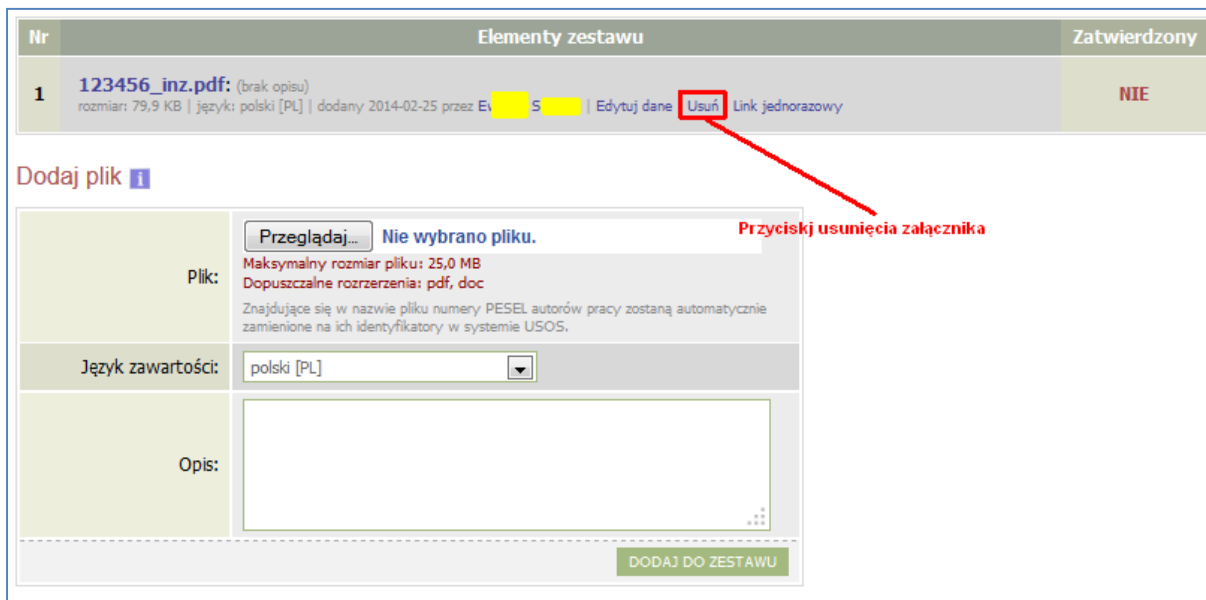 Nr Elementy zestawu Zatwierdzony
1 123456_inz.pdf: (brak opisu) NIE
rozmiar: 79,9 KB | język: polski [PL] | dodany 2014-02-25 przez S | Edytuj dane Usuń Link jednorazowy
Dodaj plik i
Przyciskj usunięcia załącznika
Plik: Przeglądaj... Nie wybrano pliku.
Maksymalny rozmiar pliku: 25,0 MB
Dopuszczalne rozrzerzenia: pdf, doc
Znajdujące się w nazwie pliku numery PESEL autorów pracy zostaną automatycznie
zamienione na ich identyfikatory w systemie USOS.
Język zawartości: polski [PL]
Opis:
DODAJ DO ZESTAWU